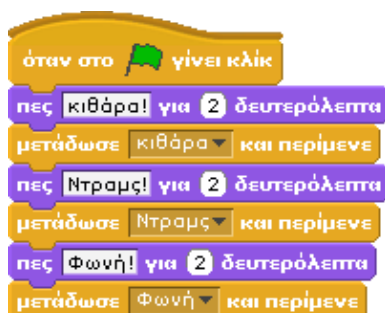 όταν στο γίνει κλίκ
πες κιθάρα! για 2 δευτερόλεπτα
μετάδωσε κιθάρα και περίμενε
πες Ντραμς! για 2 δευτερόλεπτα
μετάδωσε Ντραμς και περίμενε
πες Φωνή! για 2 δευτερόλεπτα
μετάδωσε Φωνή και περίμενε